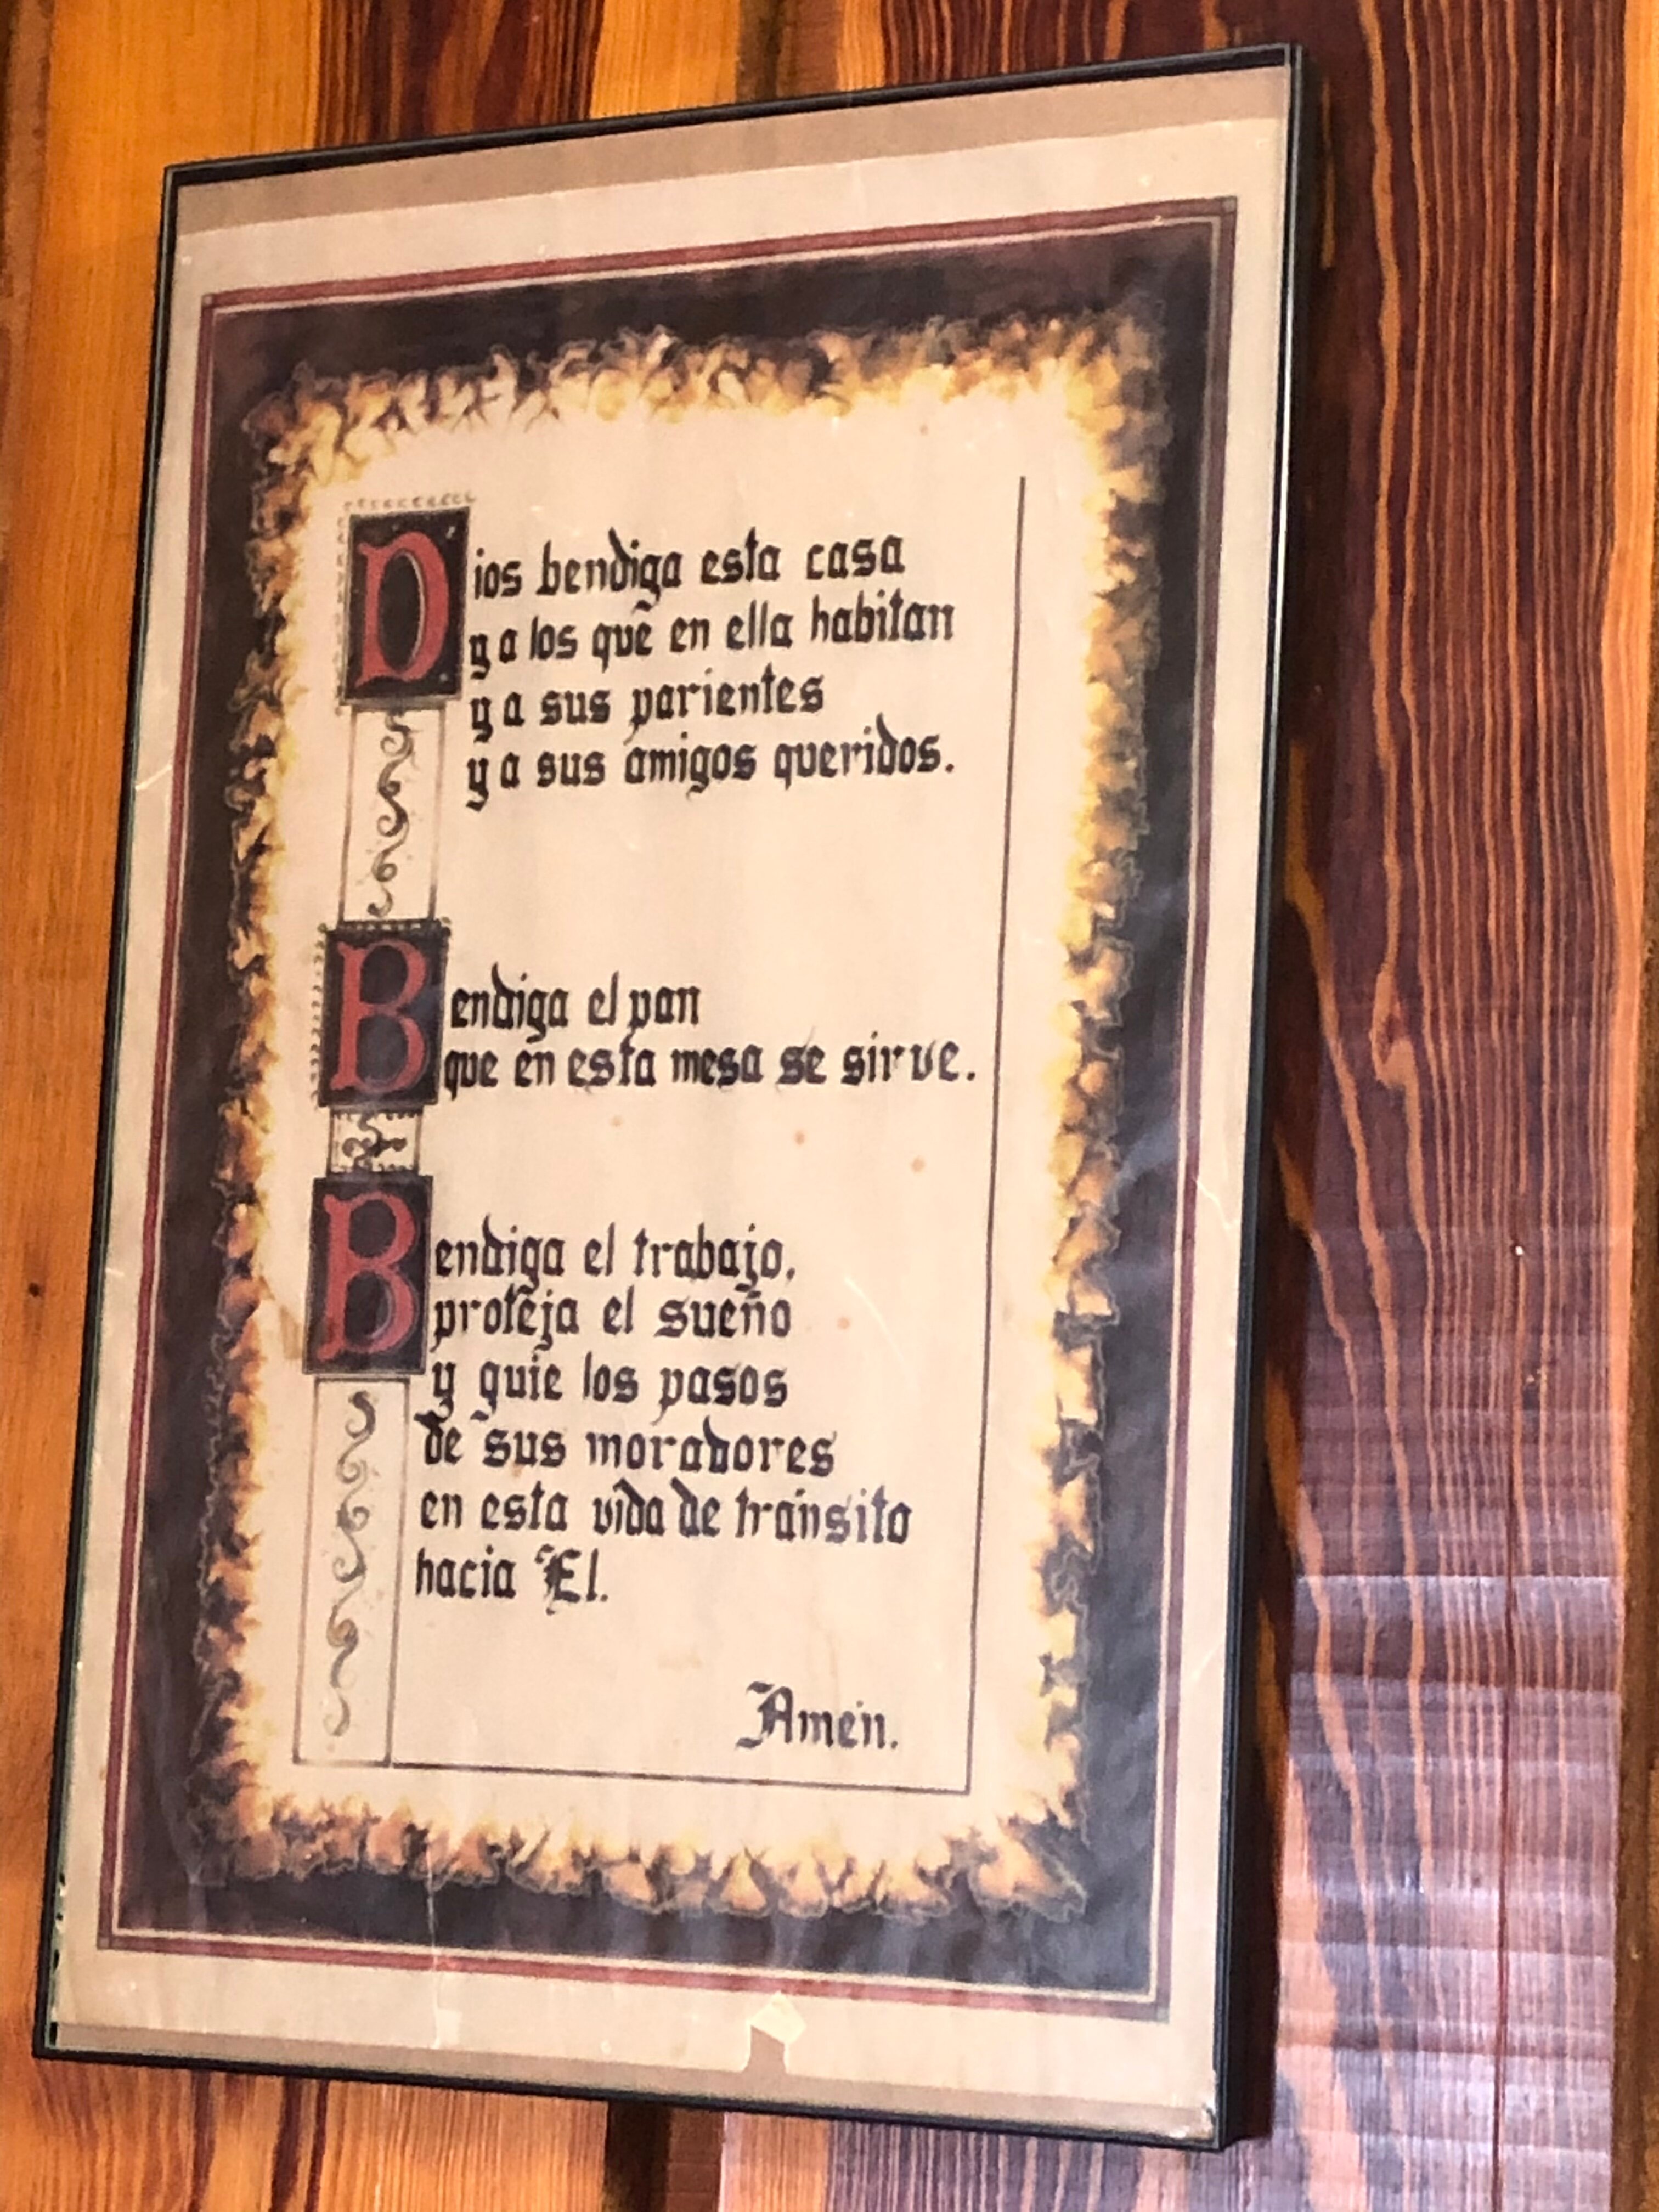 Dios bendiga esta casa
y a los que en ella habitan
y a sus parientes
y a sus amigos queridos.
Bendiga el pan
que en esta mesa se sirve.
Bendiga el trabajo,
proteja el sueño
y guie los pasos
de sus moradores
en esta vida de tránsito
hacia El.
Amén.